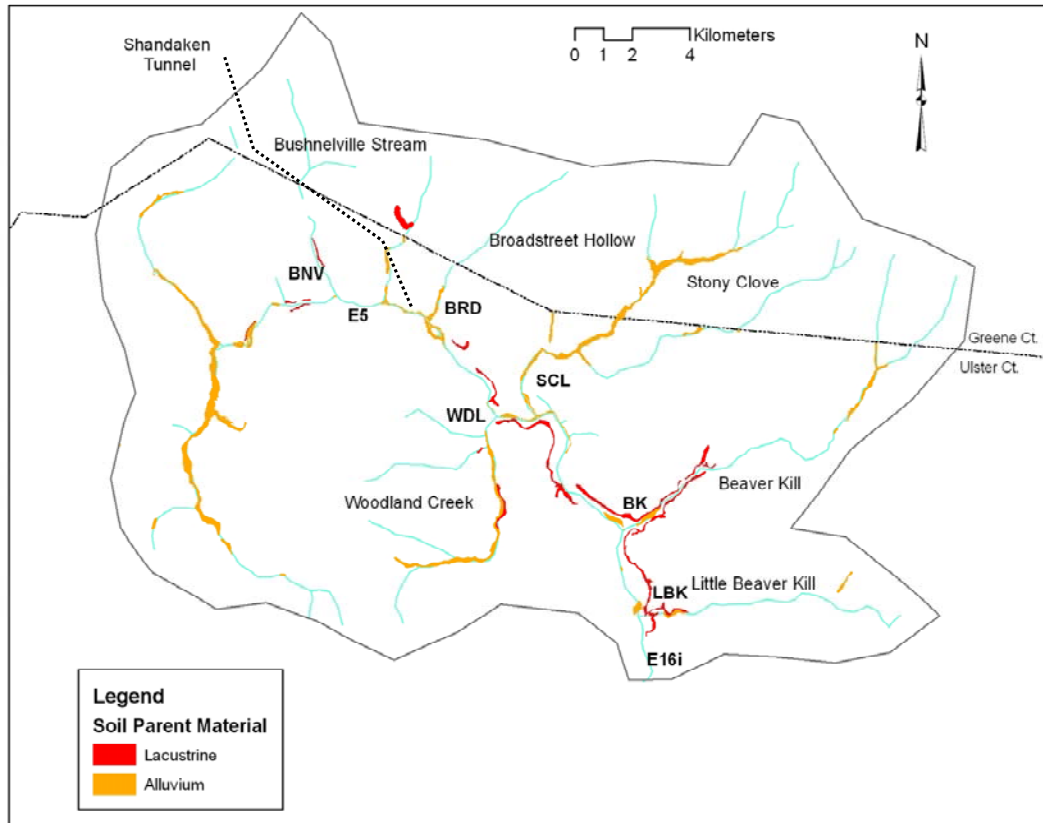 Shandaken
Tunnel
Kilometers
0 1 2 4
N
Bushnelville Stream
Broadstreet Hollow
Stony Clove
BNV
E5
BRD
Greene Ct.
Ulster Ct.
SCL
WDL
Woodland Creek
BK
Beaver Kill
LBK
Little Beaver Kill
E16i
Legend
Soil Parent Material
Lacustrine
Alluvium